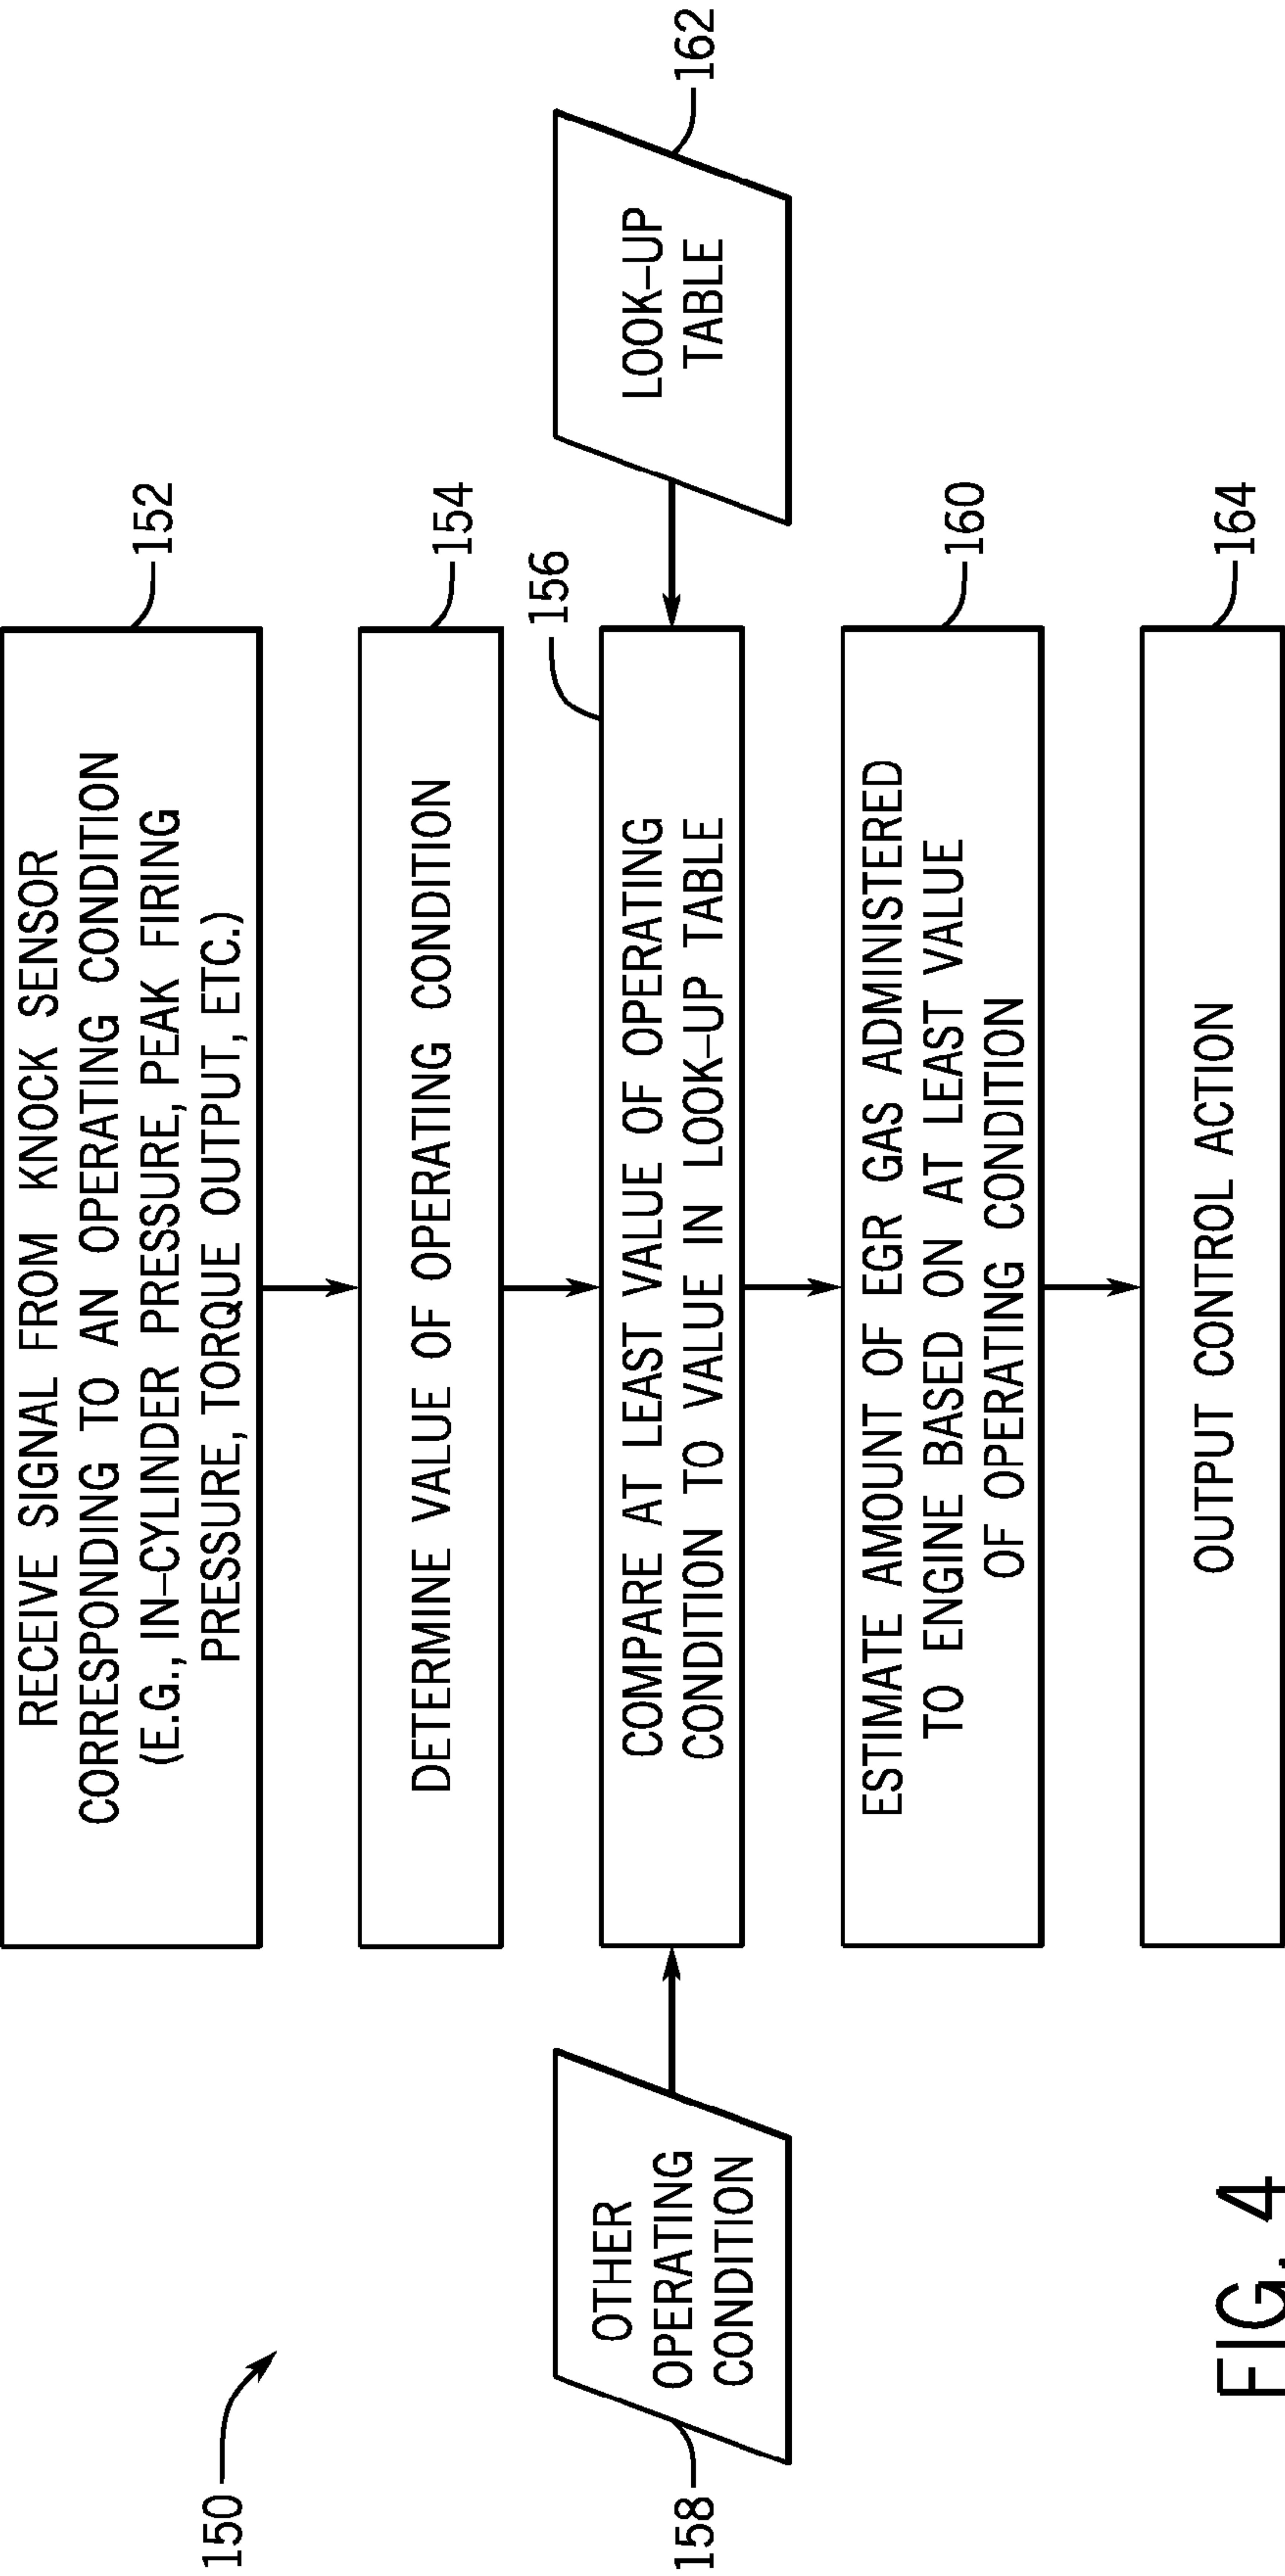 150
RECEIVE SIGNAL FROM KNOCK SENSOR
CORRESPONDING TO AN OPERATING CONDITION
(E.G., IN-CYLINDER PRESSURE, PEAK FIRING
PRESSURE, TORQUE OUTPUT, ETC.)
152
DETERMINE VALUE OF OPERATING CONDITION
154
OTHER
OPERATING
CONDITION
158
COMPARE AT LEAST VALUE OF OPERATING
CONDITION TO VALUE IN LOOK-UP TABLE
156
LOOK-UP
TABLE
162
ESTIMATE AMOUNT OF EGR GAS ADMINISTERED
TO ENGINE BASED ON AT LEAST VALUE
OF OPERATING CONDITION
160
OUTPUT CONTROL ACTION
164
FIG. 4